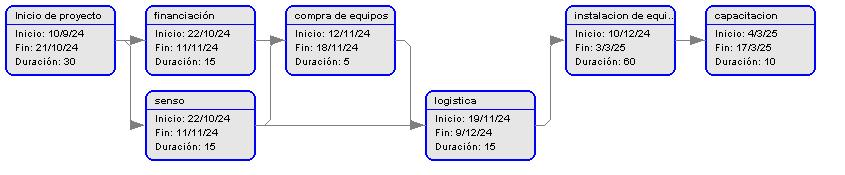 Inicio de proyecto
Inicio: 10/9/24
Fin: 21/10/24
Duración: 30
financiación
Inicio: 22/10/24
Fin: 11/11/24
Duración: 15
compra de equipos
Inicio: 12/11/24
Fin: 18/11/24
Duración: 5
instalacion de equi...
Inicio: 10/12/24
Fin: 3/3/25
Duración: 60
capacitacion
Inicio: 4/3/25
Fin: 17/3/25
Duración: 10
senso
Inicio: 22/10/24
Fin: 11/11/24
Duración: 15
logistica
Inicio: 19/11/24
Fin: 9/12/24
Duración: 15